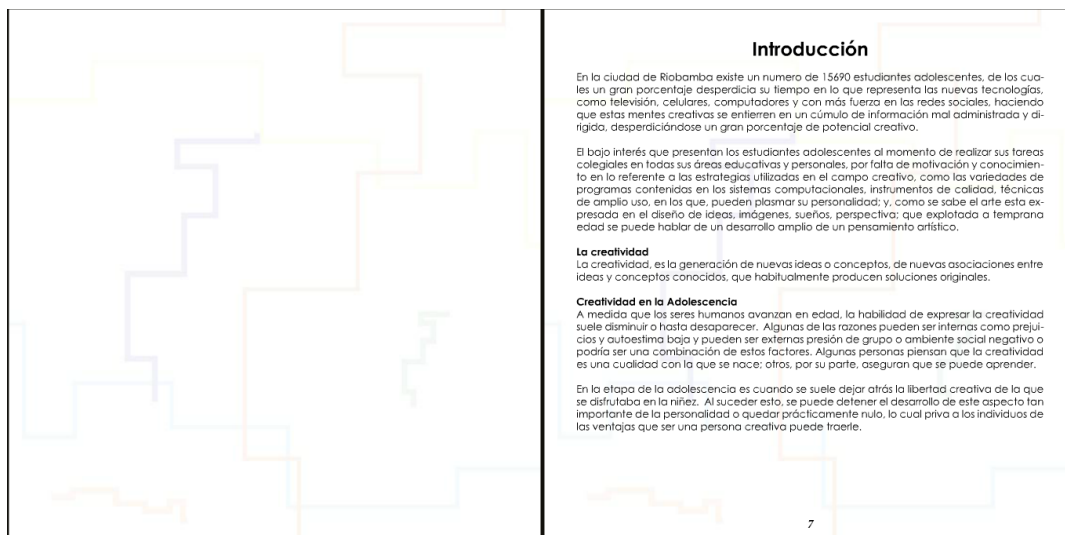 Introducción
En la ciudad de Riobamba existe un numero de 15690 estudiantes adolescentes, de los cua-
les un gran porcentaje desperdicia su tiempo en lo que representa las nuevas tecnologías,
como televisión, celulares, computadores y con más fuerza en las redes sociales, haciendo
que estas mentes creativas se entierren en un cúmulo de información mal administrada y di-
rigida, desperdiciándose un gran porcentaje de potencial creativo.
El bajo interés que presentan los estudiantes adolescentes al momento de realizar sus tareas
colegiales en todas sus áreas educativas y personales, por falta de motivación y conocimien-
to en lo referente a las estrategias utilizadas en el campo creativo, como las variedades de
programas contenidas en los sistemas computacionales, instrumentos de calidad, técnicas
de amplio uso, en los que, pueden plasmar su personalidad; y, como se sabe el arte esta ex-
presada en el diseño de ideas, imágenes, sueños, perspectiva; que explotada a temprana
edad se puede hablar de un desarrollo amplio de un pensamiento artístico.
La creatividad
La creatividad, es la generación de nuevas ideas o conceptos, de nuevas asociaciones entre
ideas y conceptos conocidos, que habitualmente producen soluciones originales.
Creatividad en la Adolescencia
A medida que los seres humanos avanzan en edad, la habilidad de expresar la creatividad
suele disminuir o hasta desaparecer. Algunas de las razones pueden ser internas como prejui-
cios y autoestima baja y pueden ser externas presión de grupo o ambiente social negativo o
podría ser una combinación de estos factores. Algunas personas piensan que la creatividad
es una cualidad con la que se nace; otros, por su parte, aseguran que se puede aprender.
En la etapa de la adolescencia es cuando se suele dejar atrás la libertad creativa de la que
se disfrutaba en la niñez. Al suceder esto, se puede detener el desarrollo de este aspecto tan
importante de la personalidad o quedar prácticamente nulo, lo cual priva a los individuos de
las ventajas que ser una persona creativa puede traerle.
7